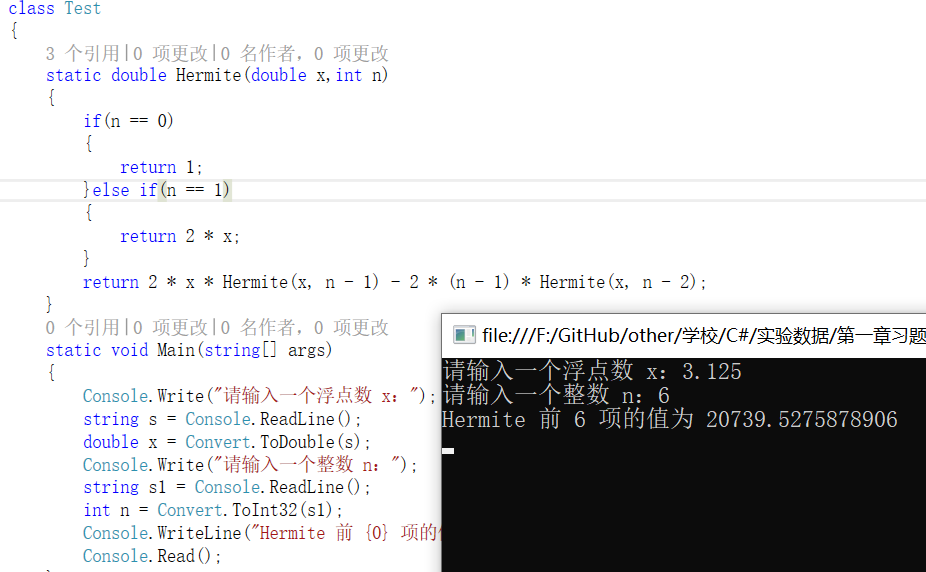 class Test
{
3 个引用|0 项更改|0 名作者，0 项更改
static double Hermite(double x,int n)
{
if(n == 0)
{
return 1;
}else if(n == 1)
{
return 2 * x;
}
return 2 * x * Hermite(x, n - 1) - 2 * (n - 1) * Hermite(x, n - 2);
}
0 个引用|0 项更改|0 名作者，0 项更改
static void Main(string[] args)
{
Console.Write("请输入一个浮点数 x：");
string s = Console.ReadLine();
double x = Convert.ToDouble(s);
Console.Write("请输入一个整数 n：");
string s1 = Console.ReadLine();
int n = Convert.ToInt32(s1);
Console.WriteLine("Hermite 前 {0} 项的
Console.Read();
file:///F:/GitHub/other/学校/C#/实验数据/第一章习题
请输入一个浮点数 x：3.125
请输入一个整数 n：6
Hermite 前 6 项的值为 20739.5275878906